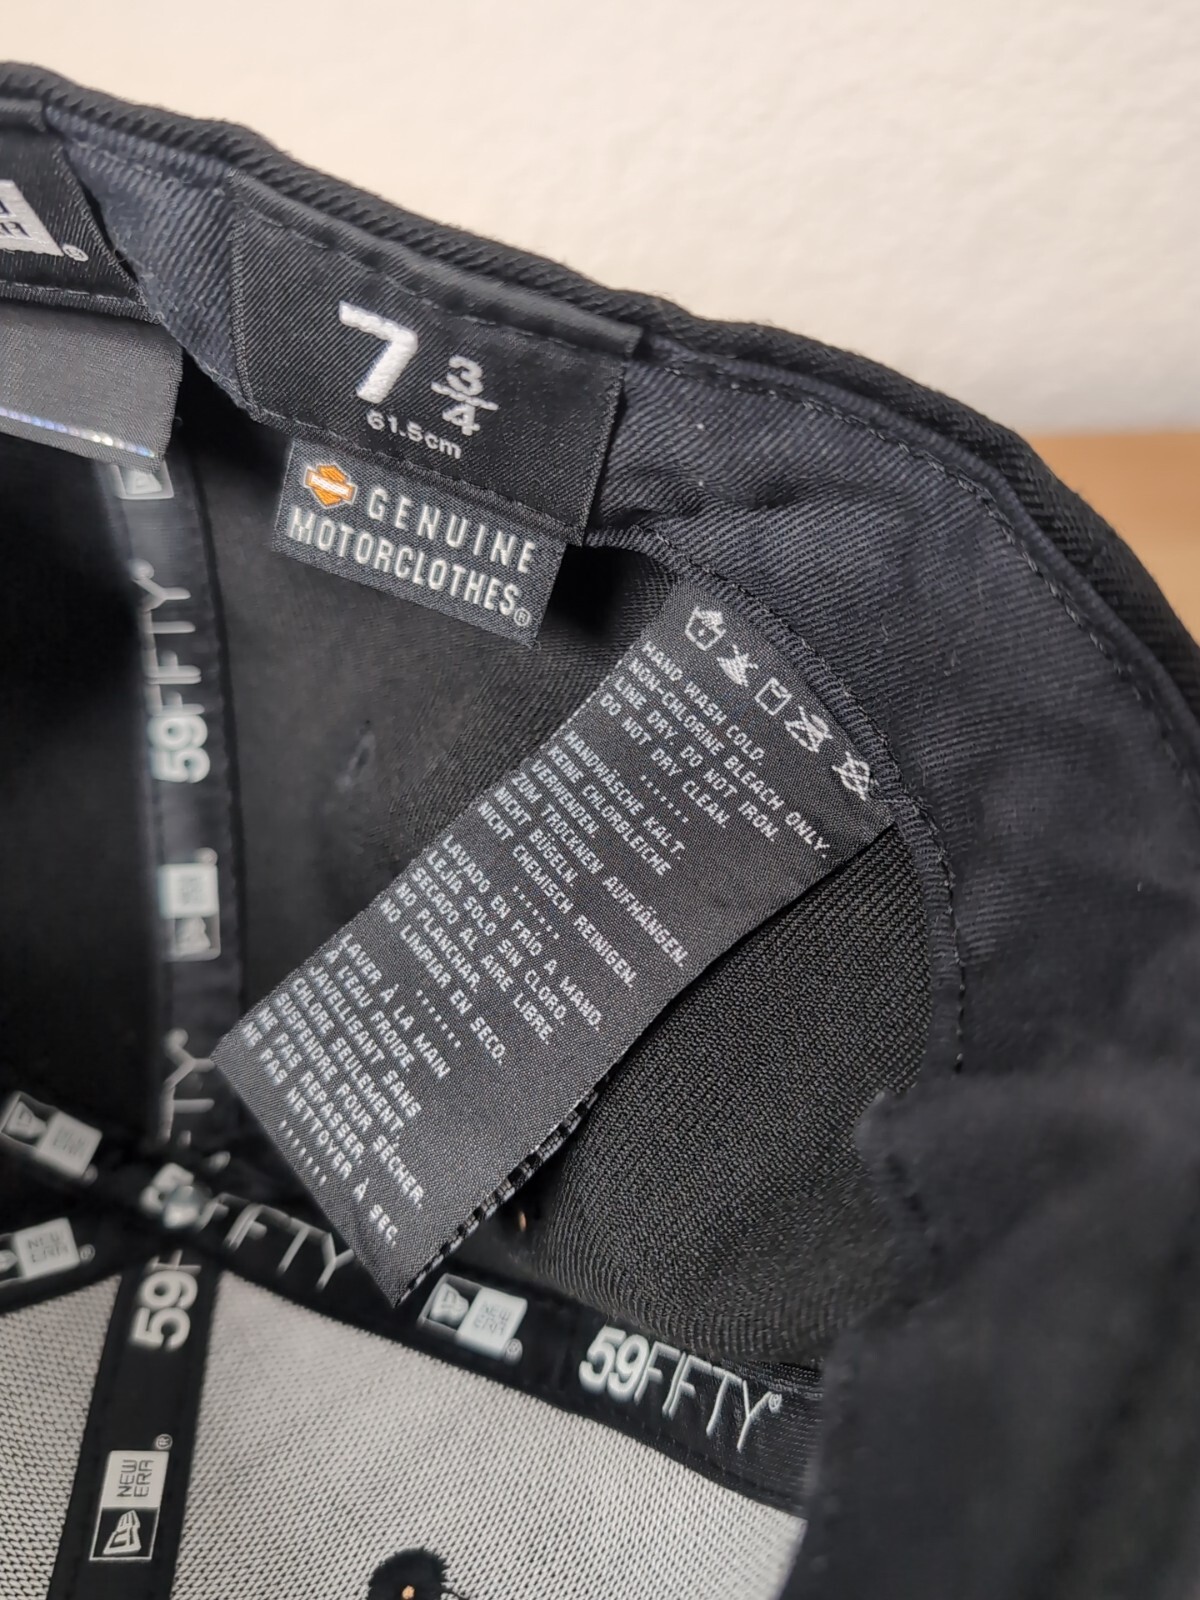 7 3/4
61.5cm
GENUINE
MOTORCLOTHES®
HAND WASH COLD.
NON-CHLORINE BLEACH ONLY.
LINE DRY. DO NOT IRON.
DO NOT DRY CLEAN.
.....
HANDWÄSCHE KALT.
KEINE CHLORBLEICHE
VERWENDEN.
ZUM TROCKNEN AUFHÄNGEN.
NICHT BÜGELN.
NICHT CHEMISCH REINIGEN.
.....
LAVADO EN FRÍO A MANO.
LEJÍA SOLO SIN CLORO.
SECADO AL AIRE LIBRE.
NO PLANCHAR.
NO LIMPIAR EN SECO.
......
LAVER À LA MAIN
À L'EAU FROIDE.
JAVELLISANT SANS
CHLORE SEULEMENT.
SUSPENDRE POUR SÉCHER.
NE PAS REPASSER.
NE PAS NETTOYER À SEC.
......
59FIFTY
NEW ERA
FIFTY
NEW ERA®
59FIFTY®
NEW ERA
59F
NEW
ERA®